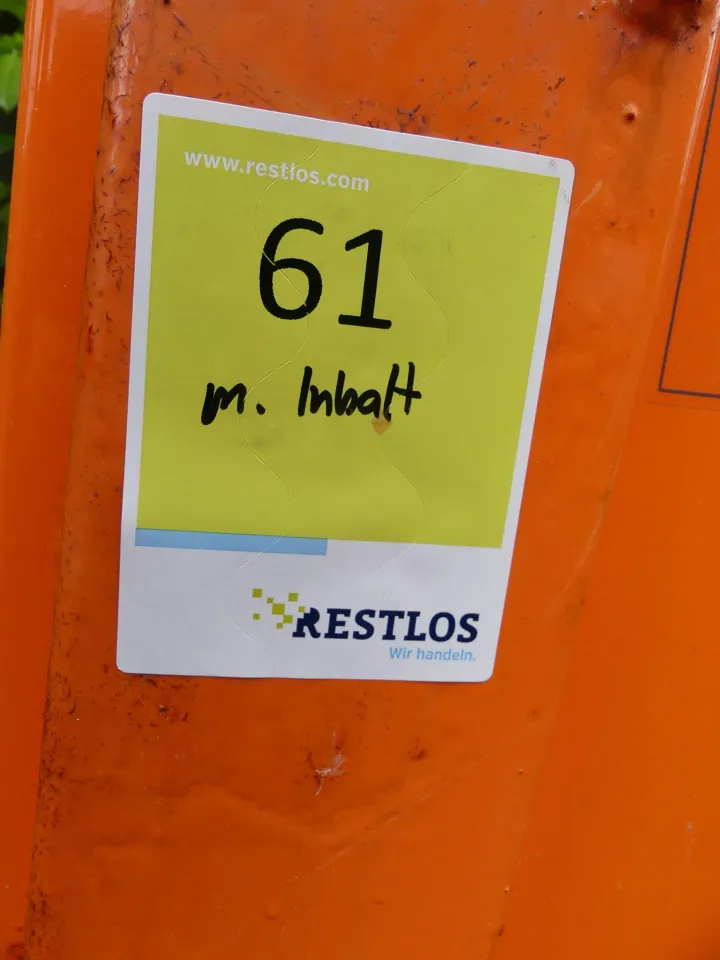 www.restlos.com
61
m. Inhalt
RESTLOS
Wir handeln.